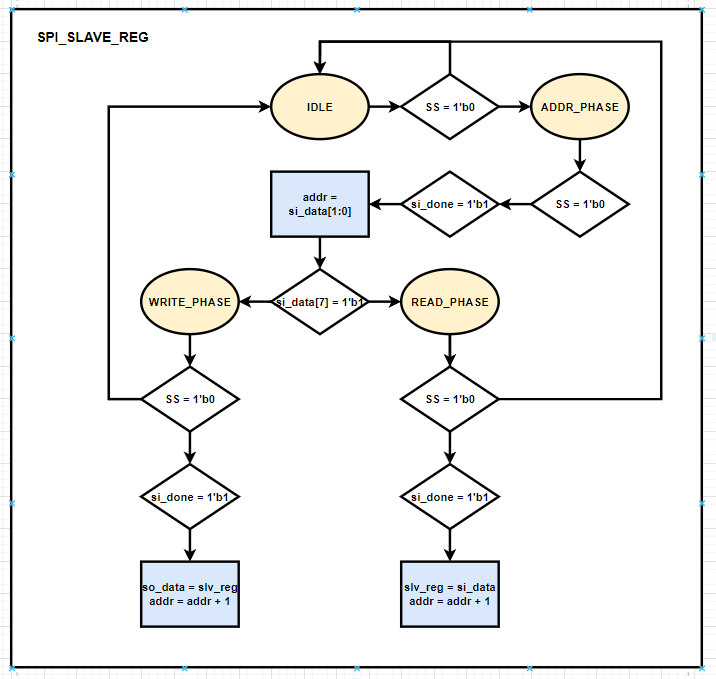 SPI_SLAVE_REG
IDLE
SS = 1'b0
ADDR_PHASE
addr =
si_data[1:0]
si_done = 1'b1
SS = 1'b0
WRITE_PHASE
si_data[7] = 1'b1
READ_PHASE
SS = 1'b0
SS = 1'b0
si_done = 1'b1
si_done = 1'b1
so_data = slv_reg
addr = addr + 1
slv_reg = si_data
addr = addr + 1